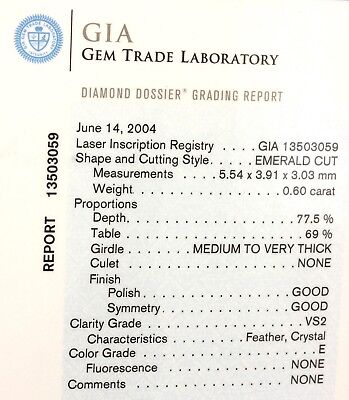 GIA
GEM TRADE LABORATORY
DIAMOND DOSSIER® GRADING REPORT
REPORT 13503059
June 14, 2004
Laser Inscription Registry . . . . GIA 13503059
Shape and Cutting Style . . . EMERALD CUT
Measurements . . . . 5.54 x 3.91 x 3.03 mm
Weight . . . . . . . . . . . . . . . . 0.60 carat
Proportions
Depth . . . . . . . . . . . . . . . . . . . 77.5 %
Table . . . . . . . . . . . . . . . . . . . . 69 %
Girdle . . . . . MEDIUM TO VERY THICK
Culet . . . . . . . . . . . . . . . . . . . NONE
Finish
Polish . . . . . . . . . . . . . . . . . GOOD
Symmetry . . . . . . . . . . . . . . GOOD
Clarity Grade . . . . . . . . . . . . . . . . VS2
Characteristics . . . . . . . Feather, Crystal
Color Grade . . . . . . . . . . . . . . . . . . E
Fluorescence . . . . . . . . . . . . . NONE
Comments . . . . . . . . . . . . . . . . NONE